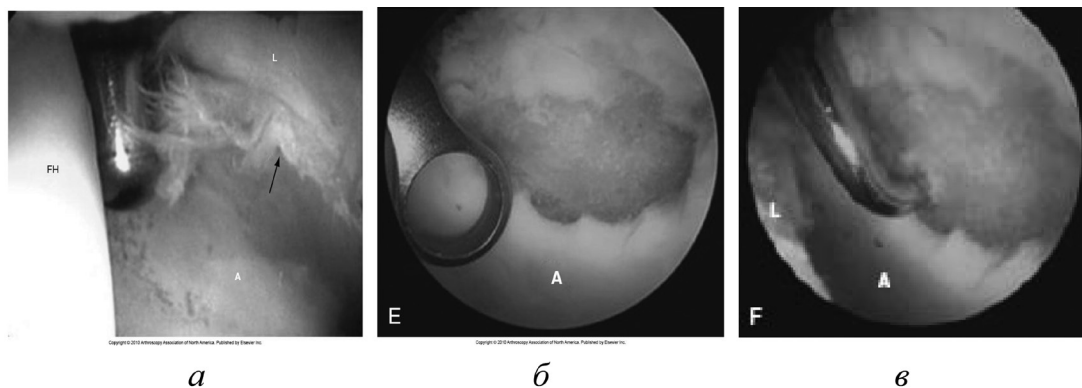 FH
L
A
A
E
L
A
F
Copyright © 2010 Arthroscopy Association of North America. Published by Elsevier Inc.
Copyright © 2010 Arthroscopy Association of North America. Published by Elsevier Inc.
а
б
в